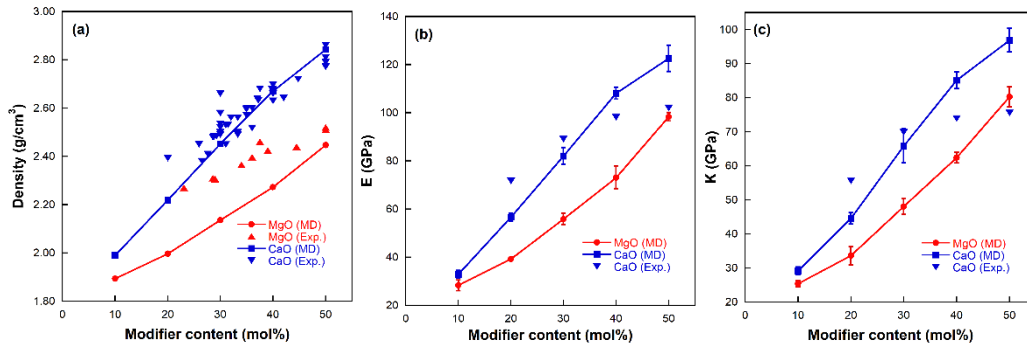 (a)
Density (g/cm³)
3.00
2.80
2.60
2.40
2.20
2.00
1.80
MgO (MD)
MgO (Exp.)
CaO (MD)
CaO (Exp.)
0 10 20 30 40 50
Modifier content (mol%)
(b)
E (GPa)
140
120
100
80
60
40
20
MgO (MD)
CaO (MD)
CaO (Exp.)
0 10 20 30 40 50
Modifier content (mol%)
(c)
K (GPa)
100
90
80
70
60
50
40
30
20
MgO (MD)
CaO (MD)
CaO (Exp.)
0 10 20 30 40 50
Modifier content (mol%)